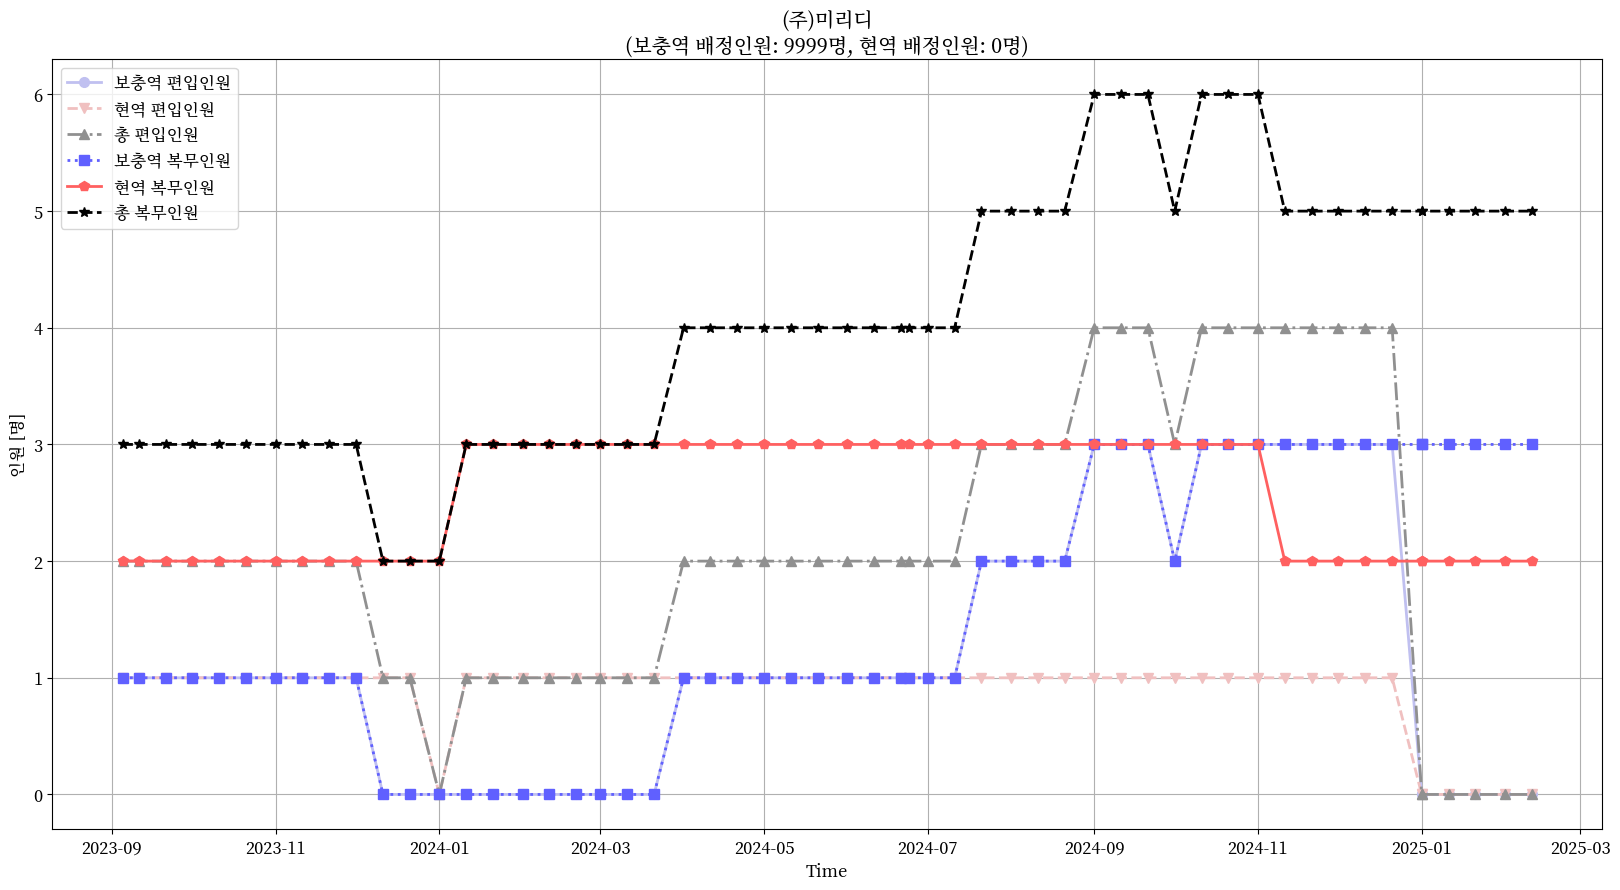 (주)미리디
(보충역 배정인원: 9999명, 현역 배정인원: 0명)
보충역 편입인원
현역 편입인원
총 편입인원
보충역 복무인원
현역 복무인원
총 복무인원
인원 [명]
6
5
4
3
2
1
0
2023-09
2023-11
2024-01
2024-03
2024-05
2024-07
2024-09
2024-11
2025-01
2025-03
Time